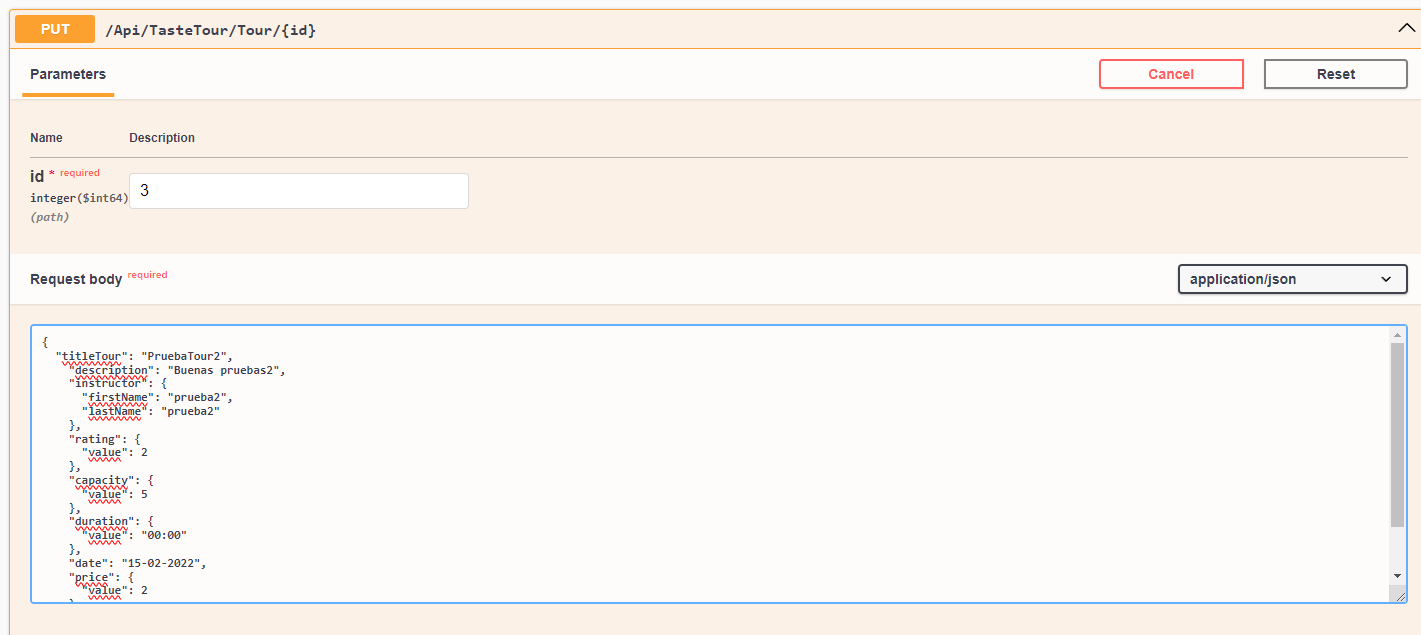 PUT /Api/TasteTour/Tour/{id}
Parameters
Cancel
Reset
Name Description
id * required
integer($int64)
(path)
3
Request body required
application/json
{
  "titleTour": "PruebaTour2",
    "description": "Buenas pruebas2",
    "instructor": {
      "firstName": "prueba2",
      "lastName": "prueba2"
    },
    "rating": {
      "value": 2
    },
    "capacity": {
      "value": 5
    },
    "duration": {
      "value": "00:00"
    },
    "date": "15-02-2022",
    "price": {
      "value": 2